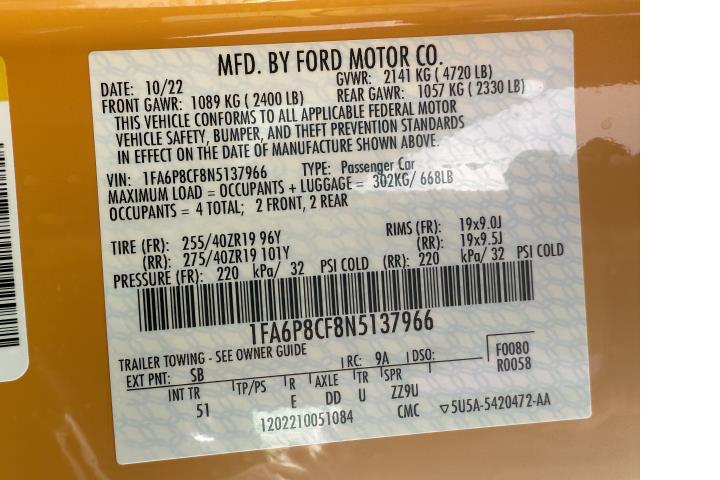 MFD. BY FORD MOTOR CO.
DATE: 10/22 GVWR: 2141 KG ( 4720 LB)
FRONT GAWR: 1089 KG ( 2400 LB) REAR GAWR: 1057 KG ( 2330 LB)
THIS VEHICLE CONFORMS TO ALL APPLICABLE FEDERAL MOTOR
VEHICLE SAFETY, BUMPER, AND THEFT PREVENTION STANDARDS
IN EFFECT ON THE DATE OF MANUFACTURE SHOWN ABOVE.
VIN: 1FA6P8CF8N5137966 TYPE: Passenger Car
MAXIMUM LOAD = OCCUPANTS + LUGGAGE = 302KG/ 668LB
OCCUPANTS = 4 TOTAL; 2 FRONT, 2 REAR
TIRE (FR): 255/40ZR19 96Y RIMS (FR): 19x9.0J
(RR): 275/40ZR19 101Y (RR): 19x9.5J
PRESSURE (FR): 220 kPa/ 32 PSI COLD (RR): 220 kPa/ 32 PSI COLD
1FA6P8CF8N5137966
TRAILER TOWING - SEE OWNER GUIDE
EXT PNT: SB RC: 9A DSO: F0080
INT TR TP/PS R AXLE TR SPR R0058
51 E DD U ZZ9U
1202210051084 CMC ▽5U5A-5420472-AA